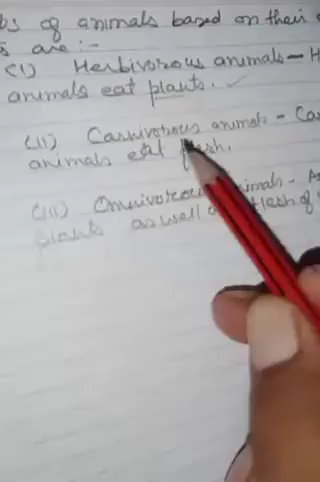 of animals based on their
are:-
(I) Herbivorous animals - H
animals eat plants.
(II) Carnivorous animals - Ca
animals eat flesh.
(III) Omnivorous animals - A
plants as well flesh of